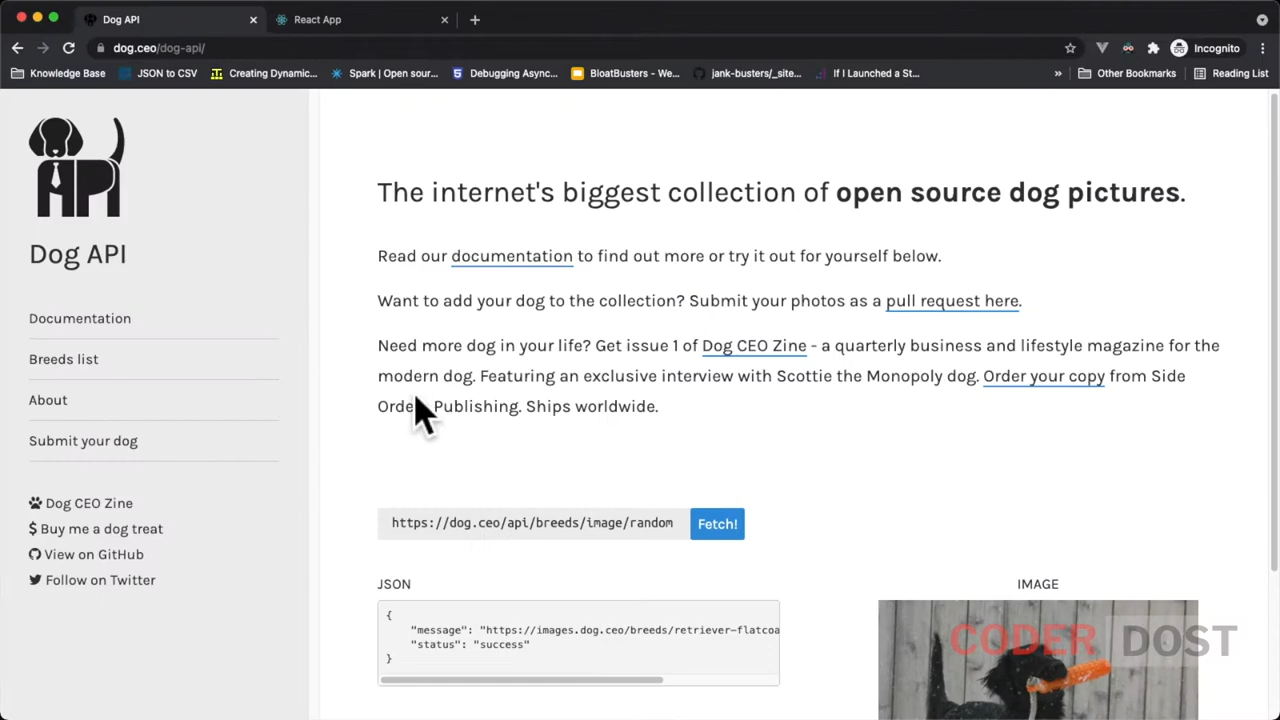 Dog API
React App
dog.ceo/dog-api/
Incognito
Knowledge Base
JSON to CSV
Creating Dynamic...
Spark | Open sour...
Debugging Async...
BloatBusters - We...
jank-busters/_site...
If I Launched a St...
»
Other Bookmarks
Reading List
API
Dog API
Documentation
Breeds list
About
Submit your dog
Dog CEO Zine
$ Buy me a dog treat
View on GitHub
Follow on Twitter
The internet's biggest collection of open source dog pictures.
Read our documentation to find out more or try it out for yourself below.
Want to add your dog to the collection? Submit your photos as a pull request here.
Need more dog in your life? Get issue 1 of Dog CEO Zine - a quarterly business and lifestyle magazine for the
modern dog. Featuring an exclusive interview with Scottie the Monopoly dog. Order your copy from Side
Publishing. Ships worldwide.
https://dog.ceo/api/breeds/image/random
Fetch!
JSON
{
"message": "https://images.dog.ceo/breeds/retriever-flatcoa
"status": "success"
}
IMAGE
CODER DOST